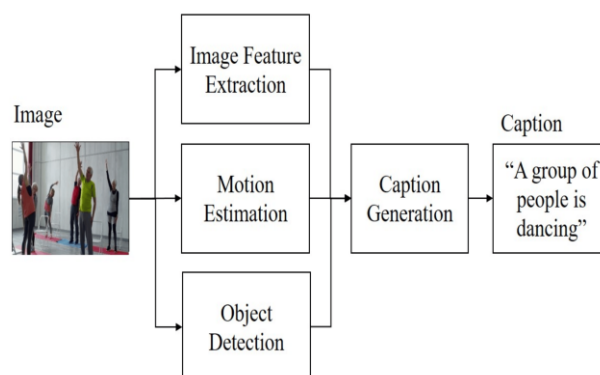 Image Feature
Extraction
Image
Motion
Estimation
Object
Detection
Caption
Generation
Caption
“A group of
people is
dancing”